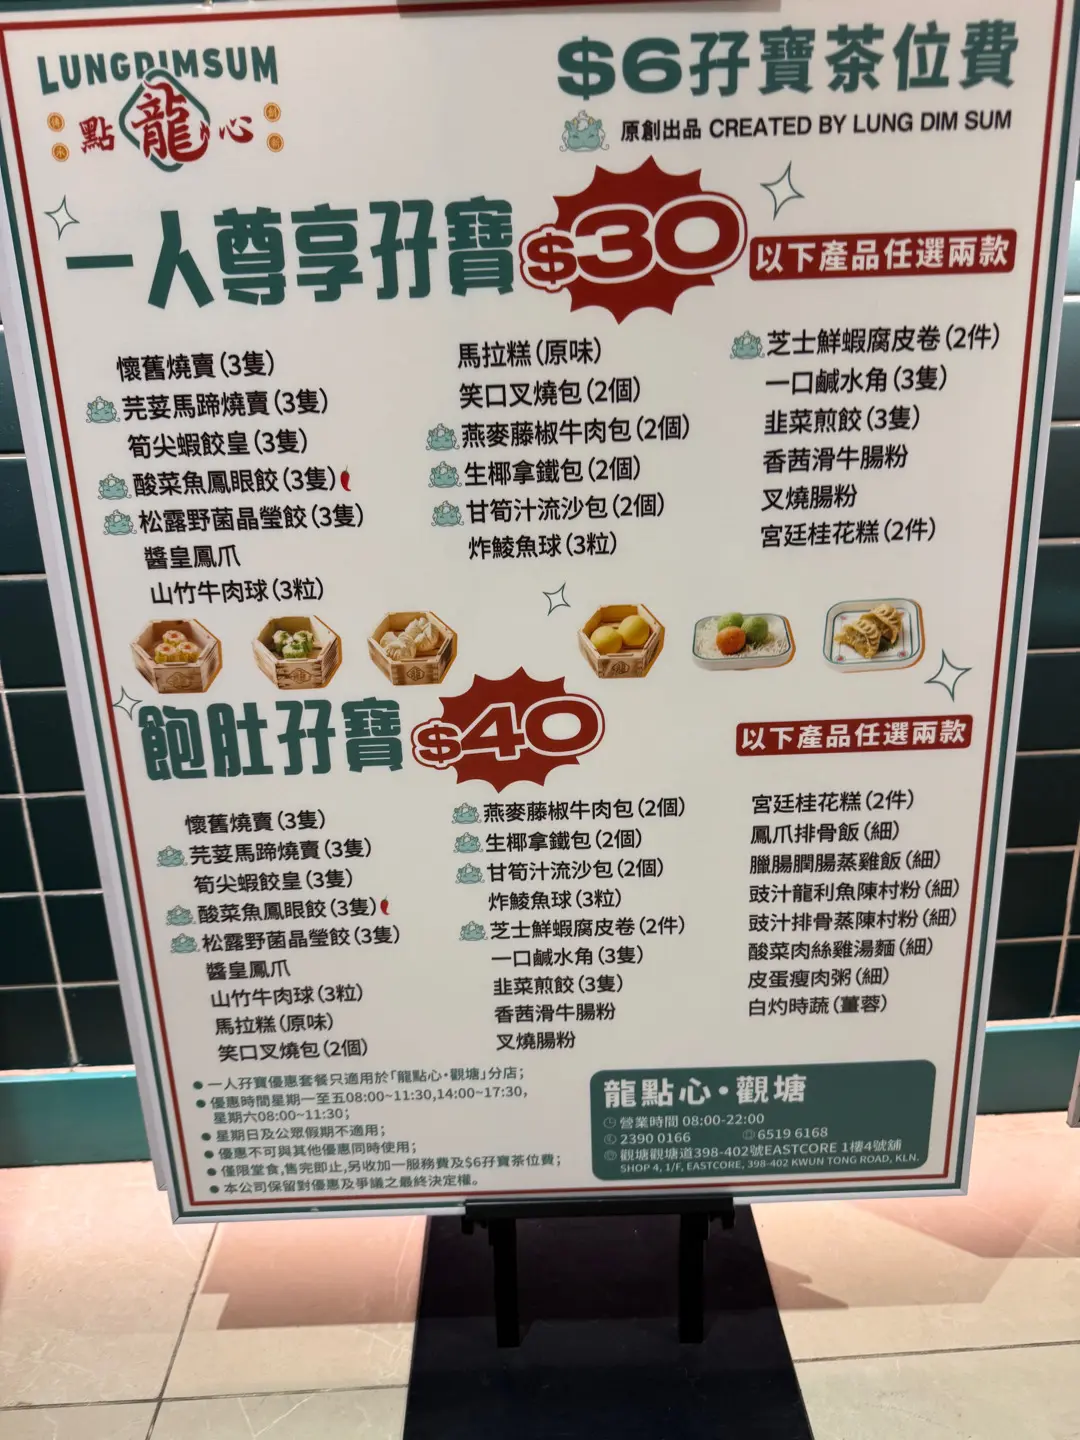 LUNGDIMSUM
點龍心
$6孖寶茶位費
原創出品 CREATED BY LUNG DIM SUM
一人尊享孖寶 $30
以下產品任選兩款
懷舊燒賣(3隻)
芫荽馬蹄燒賣(3隻)
筍尖蝦餃皇(3隻)
酸菜魚鳳眼餃(3隻)
松露野菌晶瑩餃(3隻)
醬皇鳳爪
山竹牛肉球(3粒)
馬拉糕(原味)
笑口叉燒包(2個)
燕麥藤椒牛肉包(2個)
生椰拿鐵包(2個)
甘筍汁流沙包(2個)
炸鯪魚球(3粒)
芝士鮮蝦腐皮卷(2件)
一口鹹水角(3隻)
韭菜煎餃(3隻)
香茜滑牛腸粉
叉燒腸粉
宮廷桂花糕(2件)
飽肚孖寶 $40
以下產品任選兩款
懷舊燒賣(3隻)
芫荽馬蹄燒賣(3隻)
筍尖蝦餃皇(3隻)
酸菜魚鳳眼餃(3隻)
松露野菌晶瑩餃(3隻)
醬皇鳳爪
山竹牛肉球(3粒)
馬拉糕(原味)
笑口叉燒包(2個)
燕麥藤椒牛肉包(2個)
生椰拿鐵包(2個)
甘筍汁流沙包(2個)
炸鯪魚球(3粒)
芝士鮮蝦腐皮卷(2件)
一口鹹水角(3隻)
韭菜煎餃(3隻)
香茜滑牛腸粉
叉燒腸粉
宮廷桂花糕(2件)
鳳爪排骨飯(細)
臘腸膶腸蒸雞飯(細)
豉汁龍利魚陳村粉(細)
豉汁排骨蒸陳村粉(細)
酸菜肉絲雞湯麵(細)
皮蛋瘦肉粥(細)
白灼時蔬(薑蓉)
● 一人孖寶優惠套餐只適用於「龍點心·觀塘」分店;
● 優惠時間星期一至五08:00~11:30,14:00~17:30,
星期六08:00~11:30;
● 星期日及公眾假期不適用;
● 優惠不可與其他優惠同時使用;
● 僅限堂食,售完即止,另收加一服務費及$6孖寶茶位費;
● 本公司保留對優惠及爭議之最終決定權。
龍點心·觀塘
營業時間 08:00-22:00
2390 0166 6519 6168
觀塘觀塘道398-402號EASTCORE 1樓4號舖
SHOP 4, 1/F, EASTCORE, 398-402 KWUN TONG ROAD, KLN.